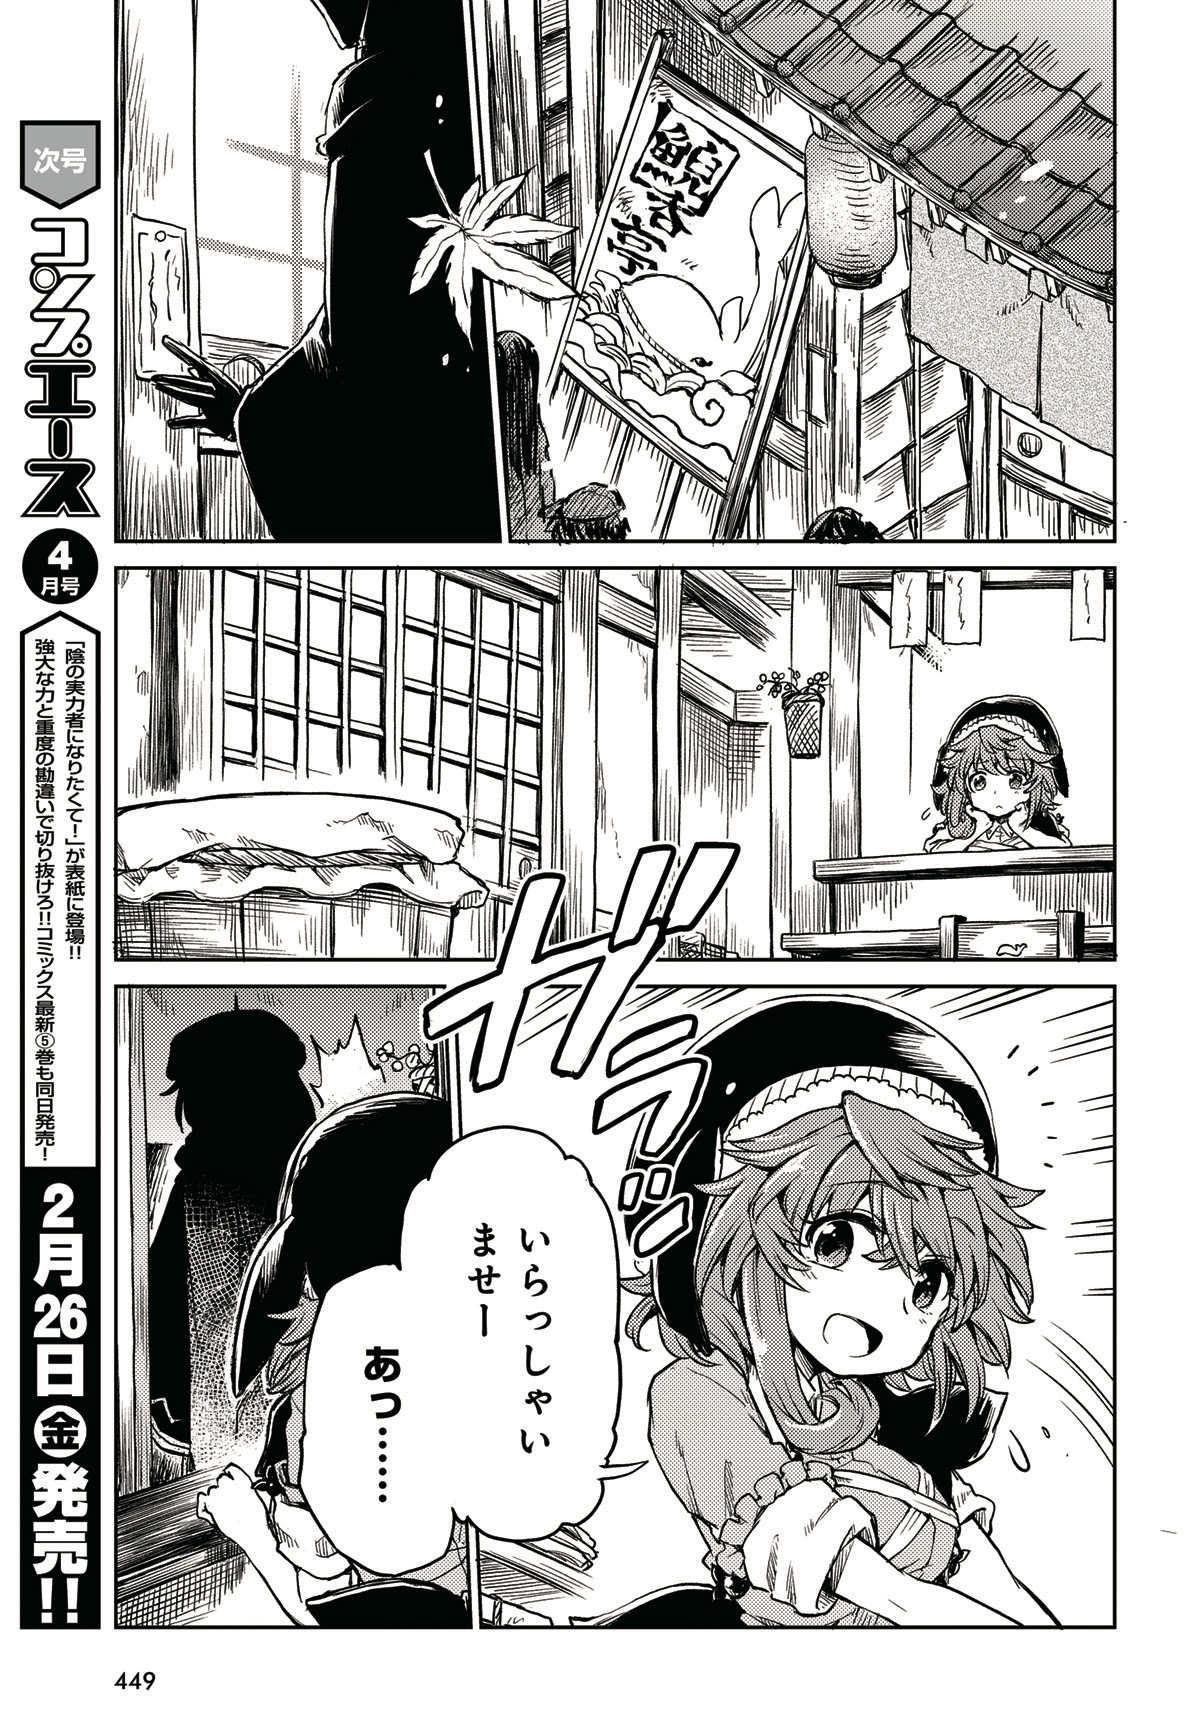 鯢呑亭
ガラッ
いらっしゃい
ませー
あっ……
次号
コンプエース
4
月号
「陰の実力者になりたくて！」が表紙に登場!!
強大な力と重度の勘違いで切り抜けろ!!コミックス最新⑤巻も同日発売！
2月26日㊎発売!!
449